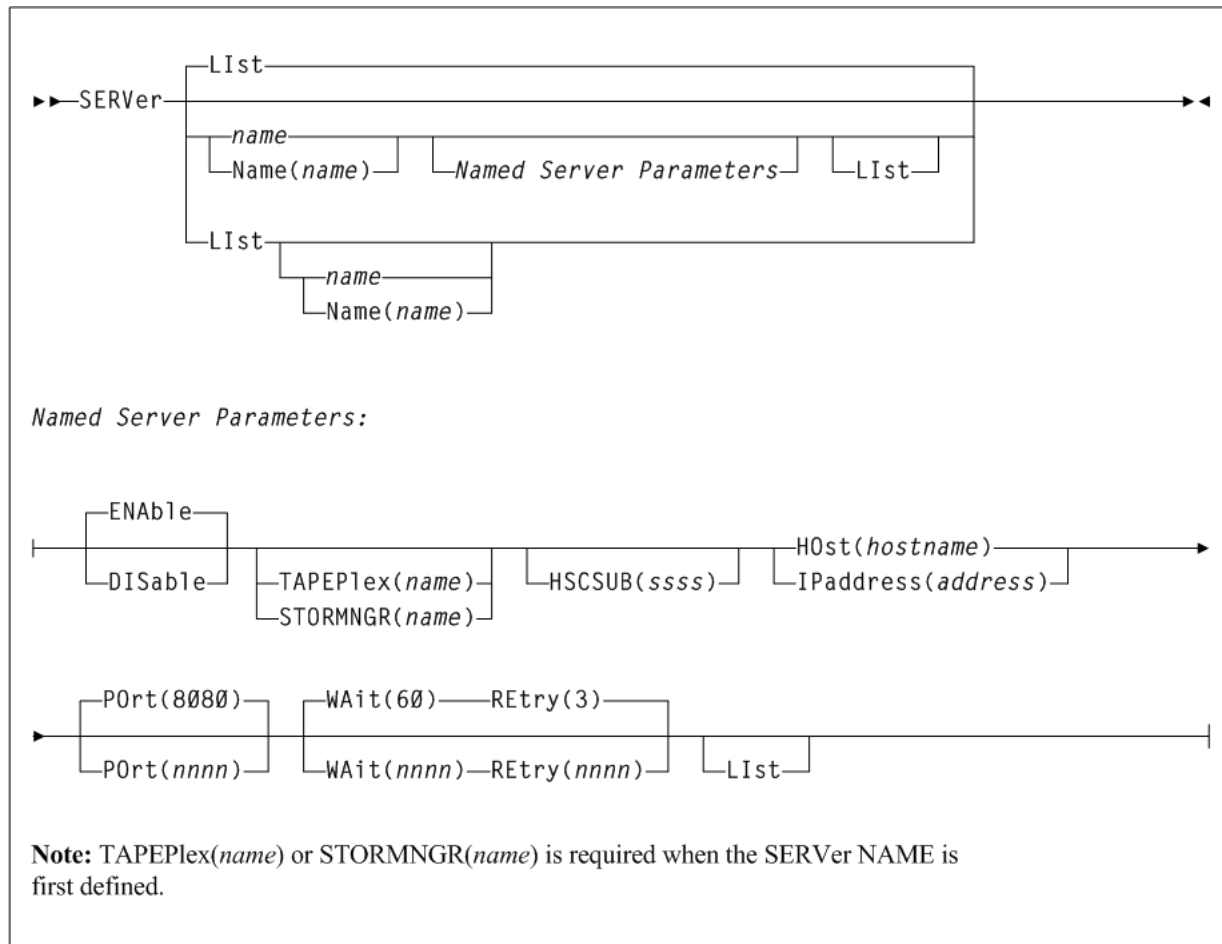 LIst
SERVer
name
Name(name) Named Server Parameters LIst
LIst
name
Name(name)
Named Server Parameters:
ENAble
DISable
TAPEPlex(name)
STORMNGR(name)
HSCSUB(ssss)
HOst(hostname)
IPaddress(address)
POrt(8080) WAit(60) REtry(3)
POrt(nnnn) WAit(nnnn) REtry(nnnn) LIst
Note: TAPEPlex(name) or STORMNGR(name) is required when the SERVer NAME is
first defined.